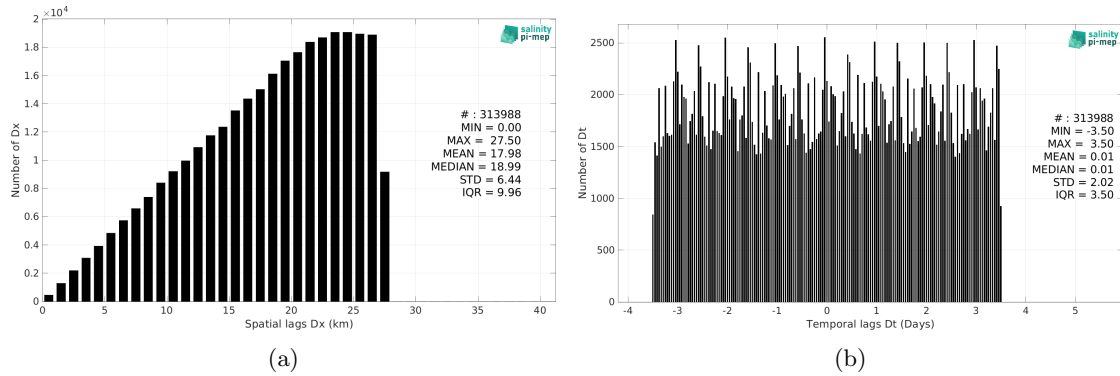 2 ×10⁴
1.8
1.6
1.4
1.2
1
0.8
0.6
0.4
0.2
0
Number of Dx
0 5 10 15 20 25 30 35 40
Spatial lags Dx (km)
salinity
pi-mep
# : 313988
MIN = 0.00
MAX = 27.50
MEAN = 17.98
MEDIAN = 18.99
STD = 6.44
IQR = 9.96
(a)
2500
2000
1500
1000
500
0
Number of Dt
-4 -3 -2 -1 0 1 2 3 4 5
Temporal lags Dt (Days)
salinity
pi-mep
# : 313988
MIN = -3.50
MAX = 3.50
MEAN = 0.01
MEDIAN = 0.01
STD = 2.02
IQR = 3.50
(b)